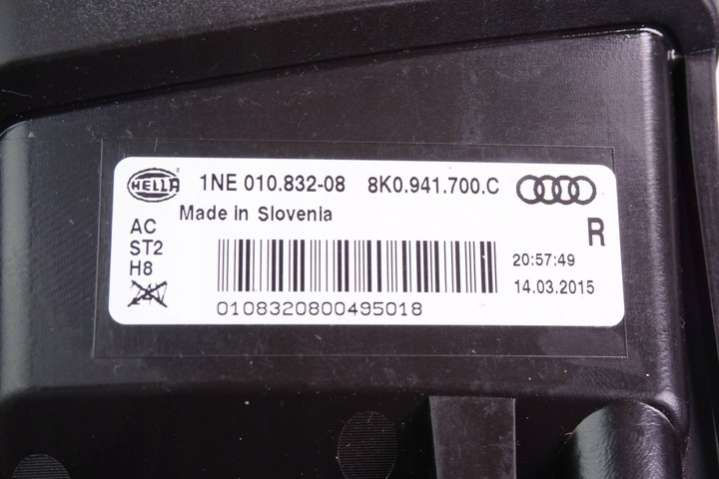 HELLA 1NE 010.832-08 8K0.941.700.C
Made in Slovenia
AC
ST2
H8
R
20:57:49
14.03.2015
0108320800495018